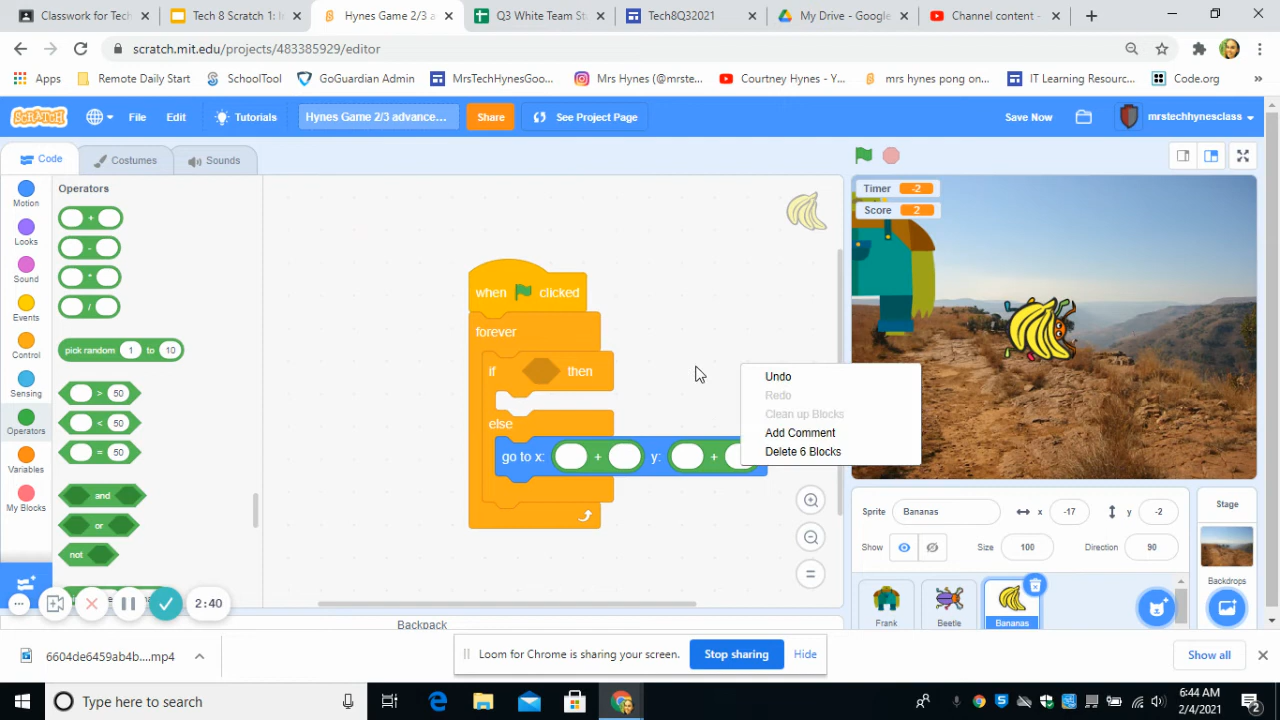 Classwork for Tech
Tech 8 Scratch 1: In
Hynes Game 2/3 a
Q3 White Team St
Tech8Q32021
My Drive - Google
Channel content -
scratch.mit.edu/projects/483385929/editor
Apps
Remote Daily Start
SchoolTool
GoGuardian Admin
MrsTechHynesGoo...
Mrs Hynes (@mrste...
Courtney Hynes - Y...
mrs hynes pong on...
IT Learning Resourc...
Code.org
»
SCRATCH
File
Edit
Tutorials
Hynes Game 2/3 advance...
Share
See Project Page
Save Now
mrstechhynesclass
Code
Costumes
Sounds
Motion
Looks
Sound
Events
Control
Sensing
Operators
Variables
My Blocks
Operators
+
-
*
/
pick random 1 to 10
> 50
< 50
= 50
and
or
not
when clicked
forever
if then
else
go to x: + y: +
Undo
Redo
Clean up Blocks
Add Comment
Delete 6 Blocks
Timer -2
Score 2
Sprite Bananas x -17 y -2
Show Size 100 Direction 90
Frank
Beetle
Bananas
Stage
Backdrops
Backpack
2:40
6604de6459ab4b....mp4
Loom for Chrome is sharing your screen.
Stop sharing
Hide
Show all
Type here to search
6:44 AM
2/4/2021
2